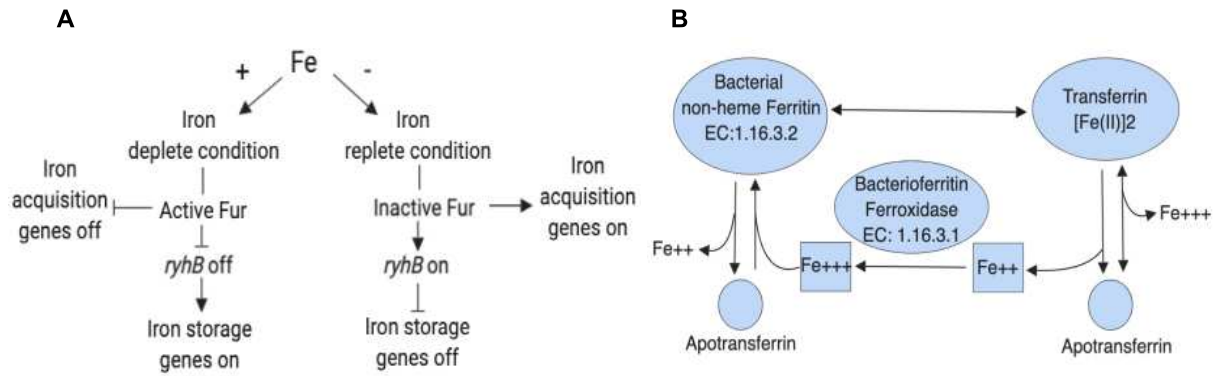 A
+
Fe
-
Iron
deplete condition
Iron
replete condition
Iron
acquisition
genes off
Active Fur
Inactive Fur
Iron
acquisition
genes on
ryhB off
ryhB on
Iron storage
genes on
Iron storage
genes off
B
Bacterial
non-heme Ferritin
EC:1.16.3.2
Transferrin
[Fe(II)]2
Bacterioferritin
Ferroxidase
EC: 1.16.3.1
Fe++
Fe+++
Fe++
Fe+++
Apotransferrin
Apotransferrin